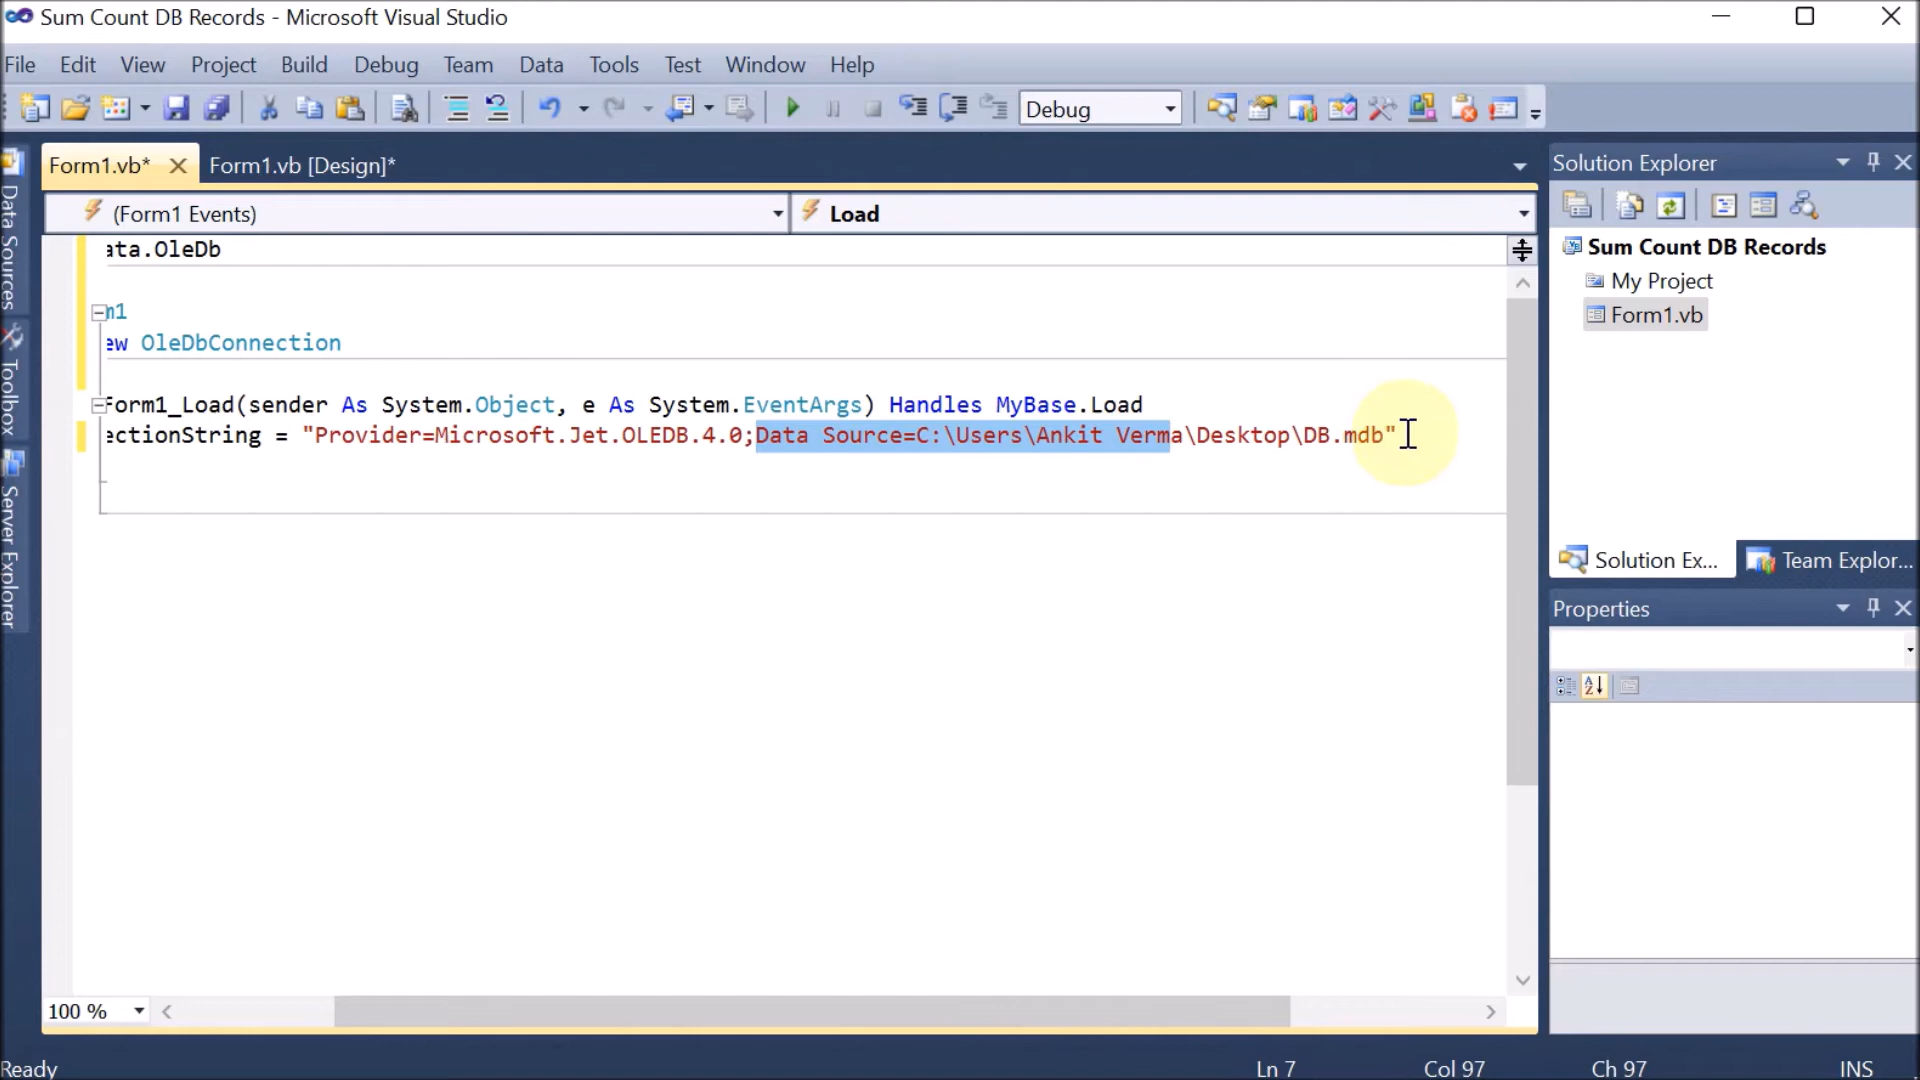 Sum Count DB Records - Microsoft Visual Studio
File Edit View Project Build Debug Team Data Tools Test Window Help
Debug
Form1.vb* Form1.vb [Design]*
Solution Explorer
(Form1 Events) Load
Data Sources
Toolbox
Server Explorer
ata.OleDb
m1
ew OleDbConnection
Form1_Load(sender As System.Object, e As System.EventArgs) Handles MyBase.Load
ectionString = "Provider=Microsoft.Jet.OLEDB.4.0;Data Source=C:\Users\Ankit Verma\Desktop\DB.mdb"
Sum Count DB Records
My Project
Form1.vb
Solution Ex... Team Explor...
Properties
100 %
Ready Ln 7 Col 97 Ch 97 INS